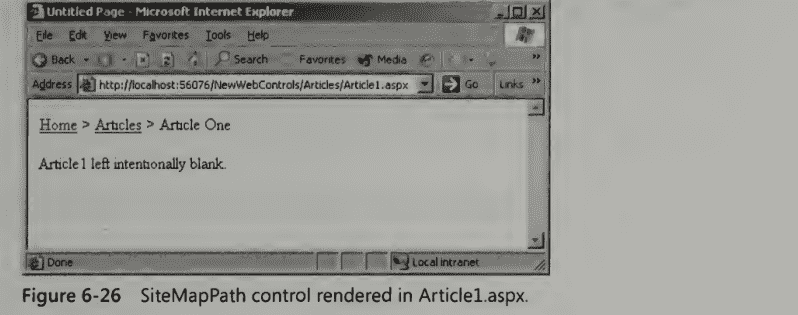 Untitled Page - Microsoft Internet Explorer
File Edit View Favorites Tools Help
Back Search Favorites Media »
Address http://localhost:56076/NewWebControls/Articles/Article1.aspx Go Links »
Home > Articles > Article One
Article1 left intentionally blank.
Done Local intranet
Figure 6-26 SiteMapPath control rendered in Article1.aspx.